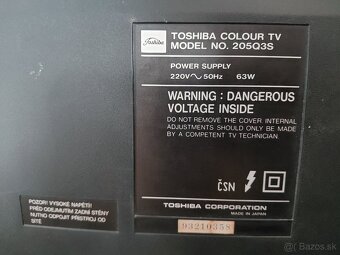 Toshiba
TOSHIBA COLOUR TV
MODEL NO. 205Q3S
POWER SUPPLY
220V~50Hz 63W
WARNING : DANGEROUS
VOLTAGE INSIDE
DO NOT REMOVE THE COVER INTERNAL
ADJUSTMENTS SHOULD ONLY BE MADE
BY A COMPETENT TV TECHNICIAN.
ČSN
TOSHIBA CORPORATION
MADE IN JAPAN
93210358
POZOR! VYSOKÉ NAPĚTÍ!
PŘED ODEJMUTÍM ZADNÍ STĚNY
NUTNO ODPOJIT PŘÍSTROJ OD
SÍTĚ
bazos.sk